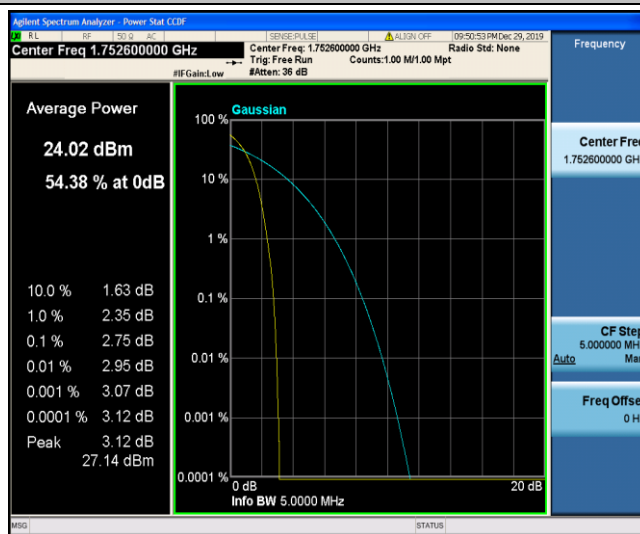 Agilent Spectrum Analyzer - Power Stat CCDF
RL RF 50 Ω AC SENSE:PULSE ALIGN OFF 09:50:53 PM Dec 29, 2019
Center Freq 1.752600000 GHz
Center Freq: 1.752600000 GHz Radio Std: None
Trig: Free Run Counts:1.00 M/1.00 Mpt
#IFGain:Low #Atten: 36 dB
Frequency
Average Power
24.02 dBm
54.38 % at 0dB
10.0 % 1.63 dB
1.0 % 2.35 dB
0.1 % 2.75 dB
0.01 % 2.95 dB
0.001 % 3.07 dB
0.0001 % 3.12 dB
Peak 3.12 dB
27.14 dBm
Gaussian
100 %
10 %
1 %
0.1 %
0.01 %
0.001 %
0.0001 %
0 dB 20 dB
Info BW 5.0000 MHz
Center Fre
1.752600000 GH
CF Step
5.000000 MH
Auto Ma
Freq Offse
0 H
MSG STATUS